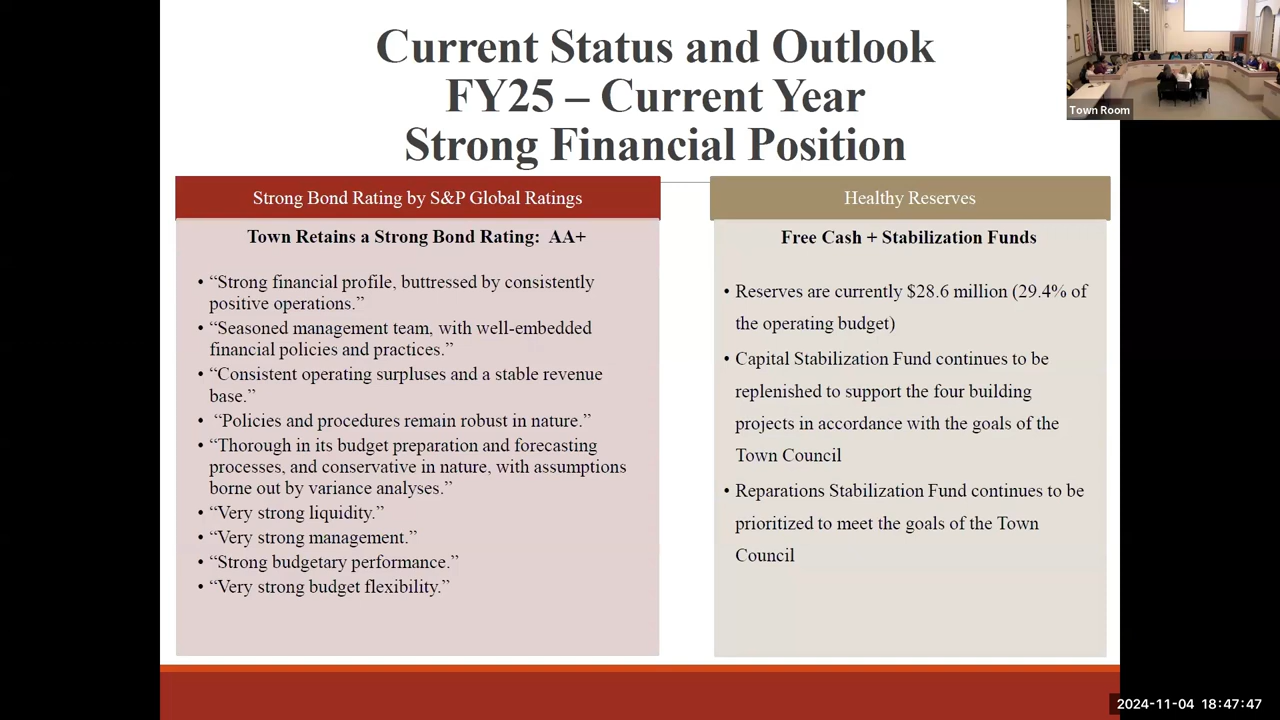 Current Status and Outlook
FY25 – Current Year
Strong Financial Position
Town Room
Strong Bond Rating by S&P Global Ratings
Town Retains a Strong Bond Rating:  AA+
• “Strong financial profile, buttressed by consistently
positive operations.”
• “Seasoned management team, with well-embedded
financial policies and practices.”
• “Consistent operating surpluses and a stable revenue
base.”
• “Policies and procedures remain robust in nature.”
• “Thorough in its budget preparation and forecasting
processes, and conservative in nature, with assumptions
borne out by variance analyses.”
• “Very strong liquidity.”
• “Very strong management.”
• “Strong budgetary performance.”
• “Very strong budget flexibility.”
Healthy Reserves
Free Cash + Stabilization Funds
• Reserves are currently $28.6 million (29.4% of
the operating budget)
• Capital Stabilization Fund continues to be
replenished to support the four building
projects in accordance with the goals of the
Town Council
• Reparations Stabilization Fund continues to be
prioritized to meet the goals of the Town
Council
2024-11-04 18:47:47